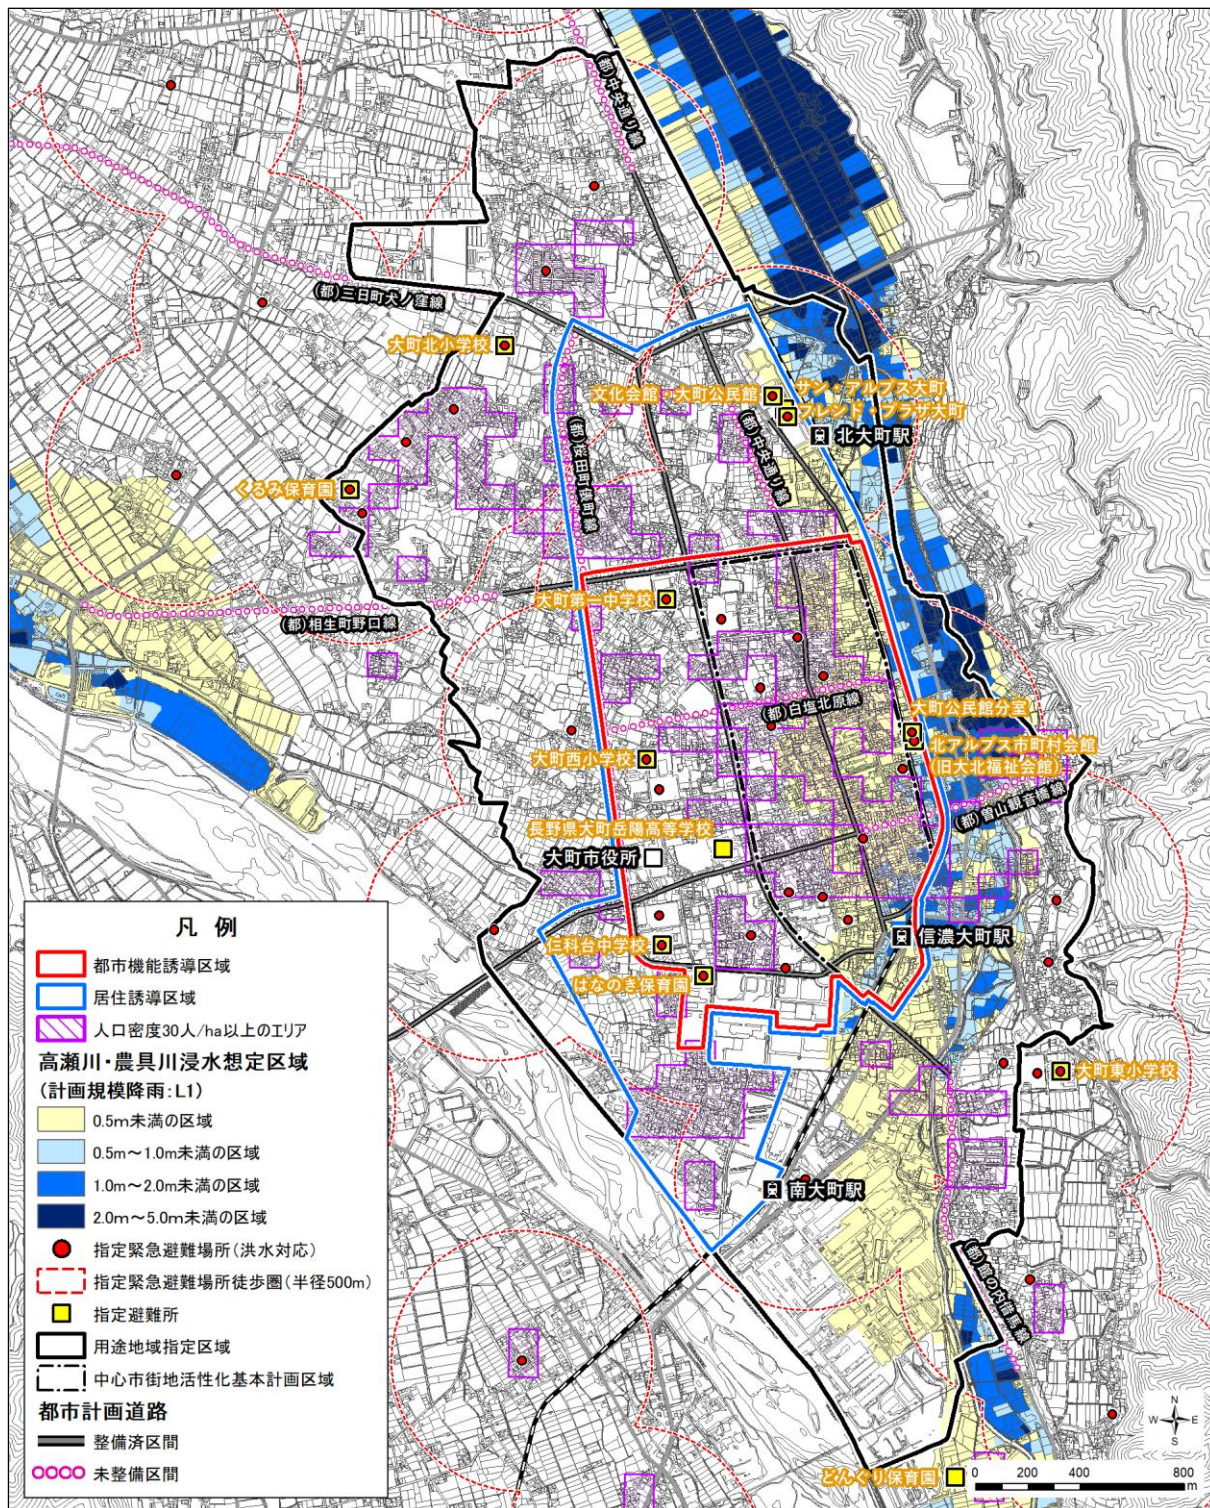 (都)中央通り線
(都)三日町犬ノ窪線
大町北小学校
サン・アルプス大町
文化会館・大町公民館
フレンド・プラザ大町
(都)桜田町俵町線
(都)中央通り線
北大町駅
くるみ保育園
大町第一中学校
(都)相生町野口線
(都)白塩北原線
大町公民館分室
北アルプス市町村会館
(旧大北福祉会館)
大町西小学校
(都)曽山観音橋線
長野県大町岳陽高等学校
大町市役所
仁科台中学校
信濃大町駅
はなのき保育園
大町東小学校
南大町駅
どんぐり保育園
凡 例
都市機能誘導区域
居住誘導区域
人口密度30人/ha以上のエリア
高瀬川・農具川浸水想定区域
(計画規模降雨:L1)
0.5m未満の区域
0.5m~1.0m未満の区域
1.0m~2.0m未満の区域
2.0m~5.0m未満の区域
指定緊急避難場所(洪水対応)
指定緊急避難場所徒歩圏(半径500m)
指定避難所
用途地域指定区域
中心市街地活性化基本計画区域
都市計画道路
整備済区間
未整備区間
N
W E
S
0 200 400 800
m